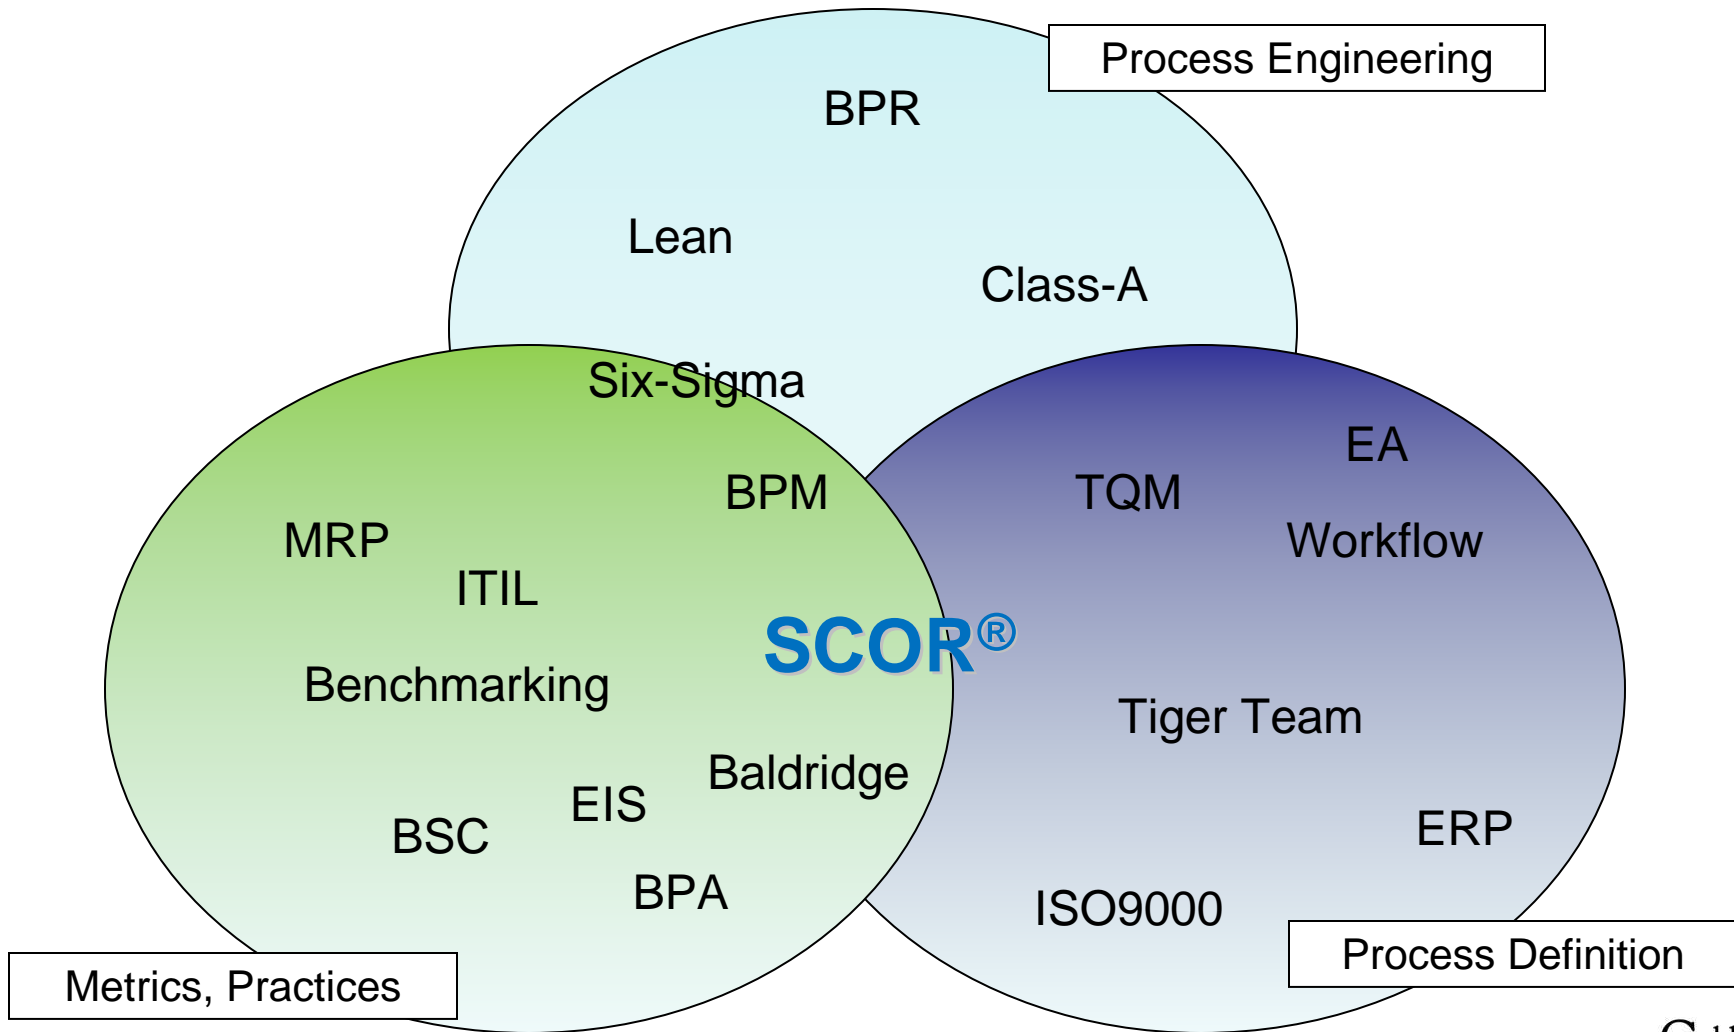 Process Engineering
BPR
Lean
Class-A
Six-Sigma
EA
BPM
TQM
MRP
Workflow
ITIL
SCOR®
Benchmarking
Tiger Team
Baldridge
EIS
BSC
ERP
BPA
ISO9000
Process Definition
Metrics, Practices